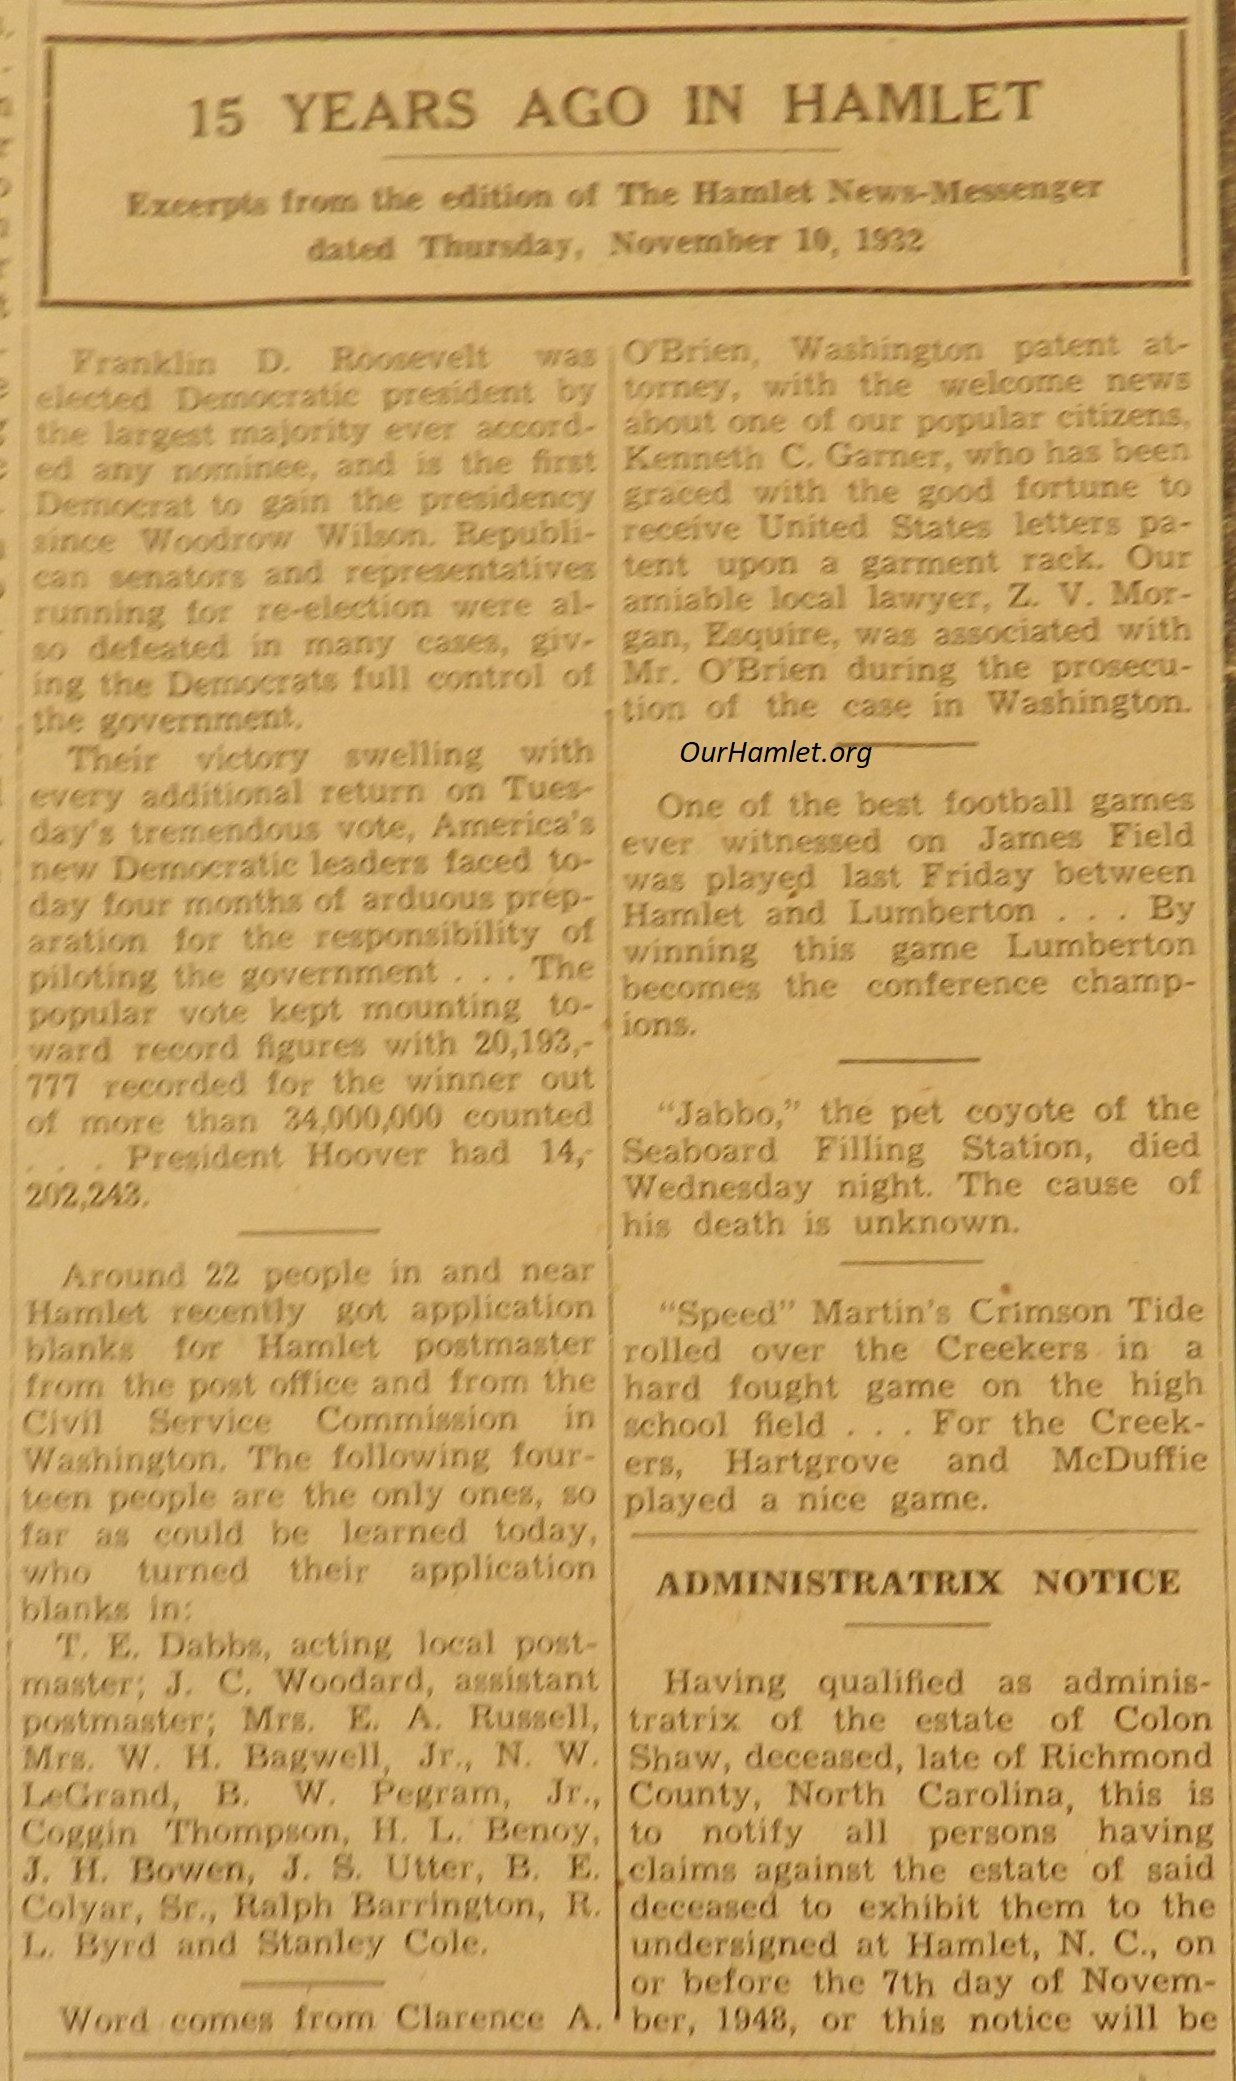 15 YEARS AGO IN HAMLET
Excerpts from the edition of The Hamlet News-Messenger
dated Thursday, November 10, 1932
Franklin D. Roosevelt was
elected Democratic president by
the largest majority ever accord-
ed any nominee, and is the first
Democrat to gain the presidency
since Woodrow Wilson. Republi-
can senators and representatives
running for re-election were al-
so defeated in many cases, giv-
ing the Democrats full control of
the government.
Their victory swelling with
every additional return on Tues-
day's tremendous vote, America's
new Democratic leaders faced to-
day four months of arduous prep-
aration for the responsibility of
piloting the government . . . The
popular vote kept mounting to-
ward record figures with 20,193,-
777 recorded for the winner out
of more than 34,000,000 counted
. . . President Hoover had 14,-
202,243.
Around 22 people in and near
Hamlet recently got application
blanks for Hamlet postmaster
from the post office and from the
Civil Service Commission in
Washington. The following four-
teen people are the only ones, so
far as could be learned today,
who turned their application
blanks in:
T. E. Dabbs, acting local post-
master; J. C. Woodard, assistant
postmaster; Mrs. E. A. Russell,
Mrs. W. H. Bagwell, Jr., N. W.
LeGrand, B. W. Pegram, Jr.,
Coggin Thompson, H. L. Benoy,
J. H. Bowen, J. S. Utter, B. E.
Colyar, Sr., Ralph Barrington, R.
L. Byrd and Stanley Cole.
Word comes from Clarence A.
O'Brien, Washington patent at-
torney, with the welcome news
about one of our popular citizens,
Kenneth C. Garner, who has been
graced with the good fortune to
receive United States letters pa-
tent upon a garment rack. Our
amiable local lawyer, Z. V. Mor-
gan, Esquire, was associated with
Mr. O'Brien during the prosecu-
tion of the case in Washington.
OurHamlet.org
One of the best football games
ever witnessed on James Field
was played last Friday between
Hamlet and Lumberton . . . By
winning this game Lumberton
becomes the conference champ-
ions.
"Jabbo," the pet coyote of the
Seaboard Filling Station, died
Wednesday night. The cause of
his death is unknown.
"Speed" Martin's Crimson Tide
rolled over the Creekers in a
hard fought game on the high
school field . . . For the Creek-
ers, Hartgrove and McDuffie
played a nice game.
ADMINISTRATRIX NOTICE
Having qualified as adminis-
tratrix of the estate of Colon
Shaw, deceased, late of Richmond
County, North Carolina, this is
to notify all persons having
claims against the estate of said
deceased to exhibit them to the
undersigned at Hamlet, N. C., on
or before the 7th day of Novem-
ber, 1948, or this notice will be